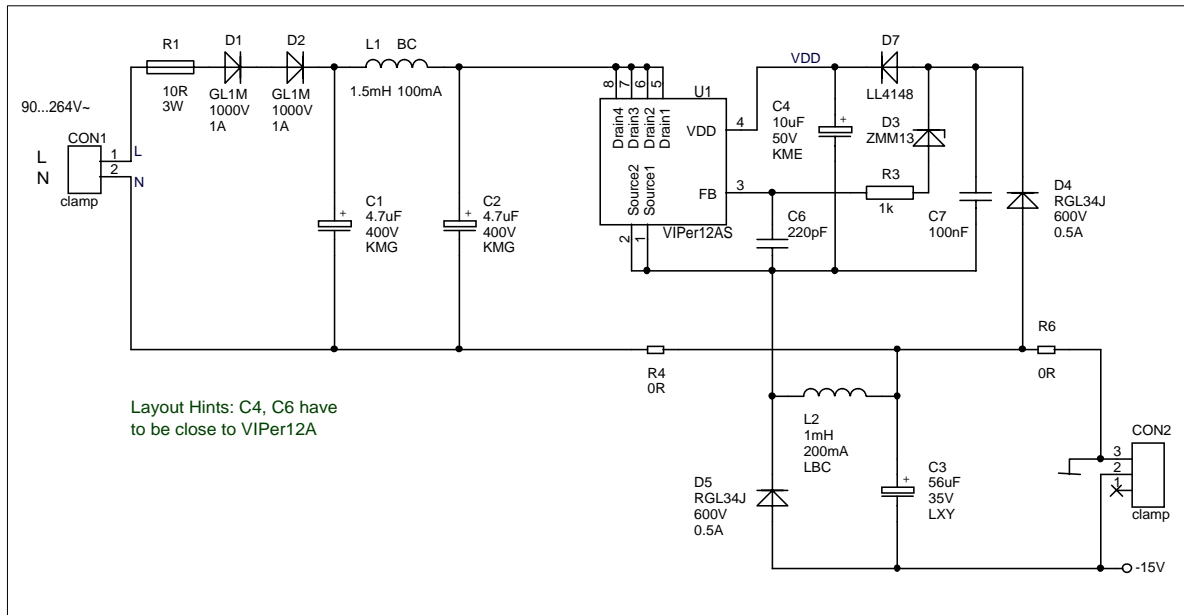 R1
10R
3W
D1
GL1M
1000V
1A
D2
GL1M
1000V
1A
L1 BC
1.5mH 100mA
90...264V~
CON1
L
N
1
2
L
N
clamp
C1
+
4.7uF
400V
KMG
C2
+
4.7uF
400V
KMG
8 7 6 5
Drain4
Drain3
Drain2
Drain1
U1
VDD
4
FB
3
Source2
Source1
2 1
VIPer12AS
VDD
C4
10uF
50V
KME
+
D7
LL4148
D3
ZMM13
R3
1k
C6
220pF
C7
100nF
D4
RGL34J
600V
0.5A
R4
0R
R6
0R
L2
1mH
200mA
LBC
D5
RGL34J
600V
0.5A
C3
+
56uF
35V
LXY
CON2
3
2
1
clamp
-15V
Layout Hints: C4, C6 have
to be close to VIPer12A